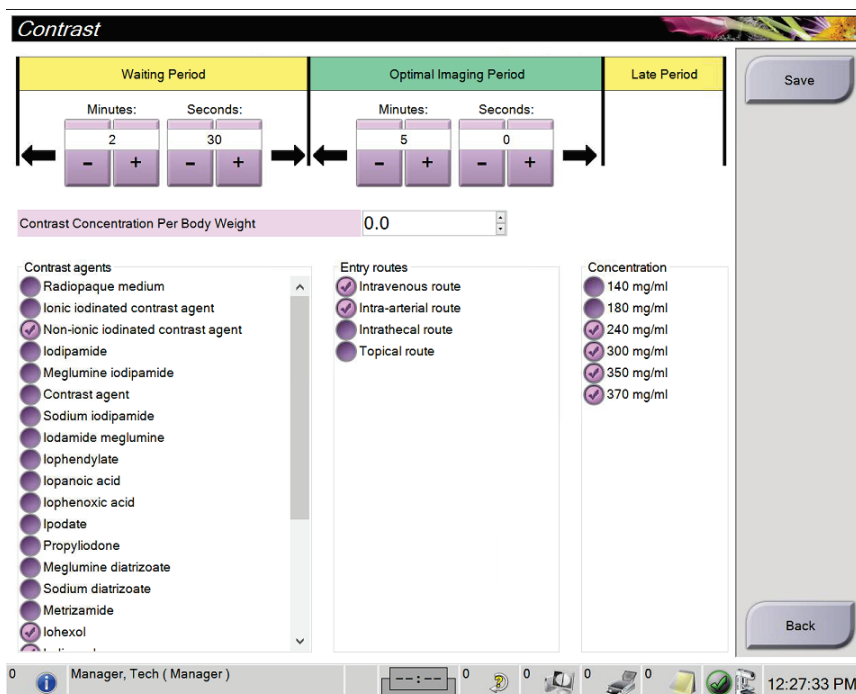 Contrast
Waiting Period
Optimal Imaging Period
Late Period
Save
Minutes: Seconds:
Minutes: Seconds:
2 30
5 0
- + - +
- + - +
Contrast Concentration Per Body Weight 0.0
Contrast agents
Radiopaque medium
Ionic iodinated contrast agent
Non-ionic iodinated contrast agent
Iodipamide
Meglumine iodipamide
Contrast agent
Sodium iodipamide
Iodamide meglumine
Iophendylate
Iopanoic acid
Iophenoxic acid
Ipodate
Propyliodone
Meglumine diatrizoate
Sodium diatrizoate
Metrizamide
Iohexol
Entry routes
Intravenous route
Intra-arterial route
Intrathecal route
Topical route
Concentration
140 mg/ml
180 mg/ml
240 mg/ml
300 mg/ml
350 mg/ml
370 mg/ml
Back
0 Manager, Tech ( Manager ) --:-- 0 0 0 0 12:27:33 PM